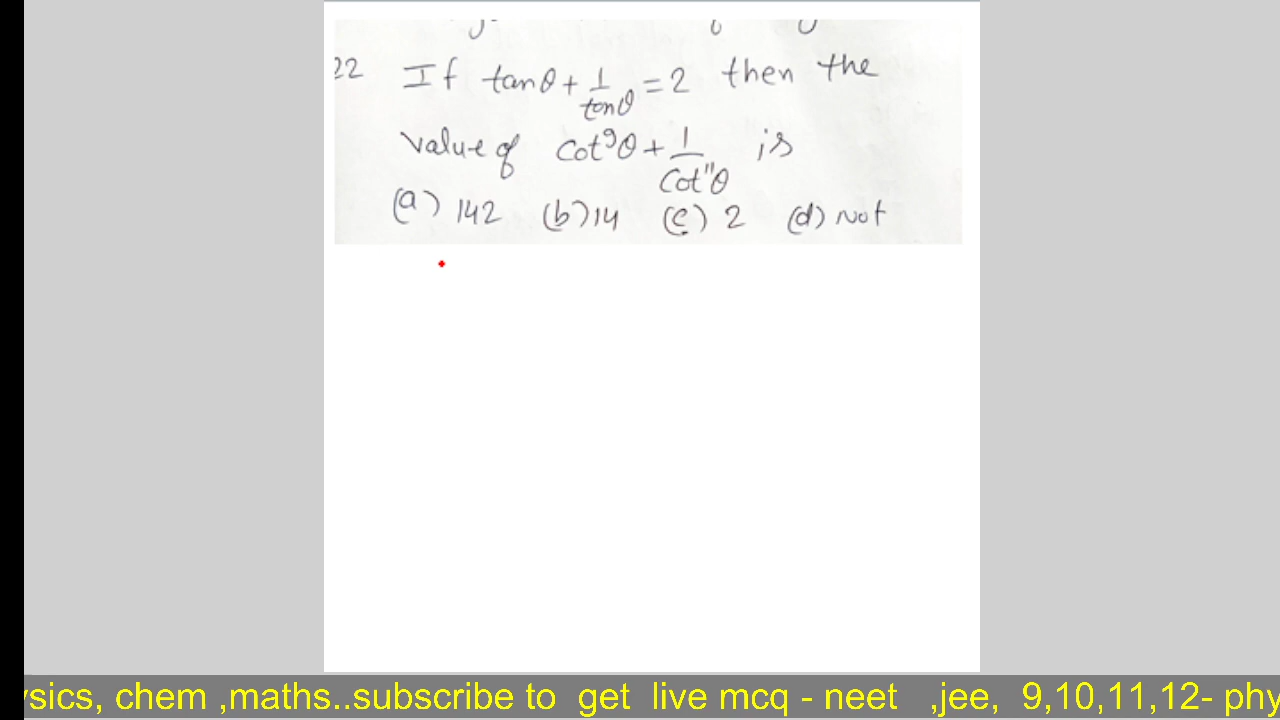 22 If tanθ + 1/tanθ = 2 then the
value of cot⁹θ + 1/cot¹¹θ is
(a) 142 (b) 14 (c) 2 (d) Not
ysics, chem ,maths..subscribe to get live mcq - neet ,jee, 9,10,11,12- phy